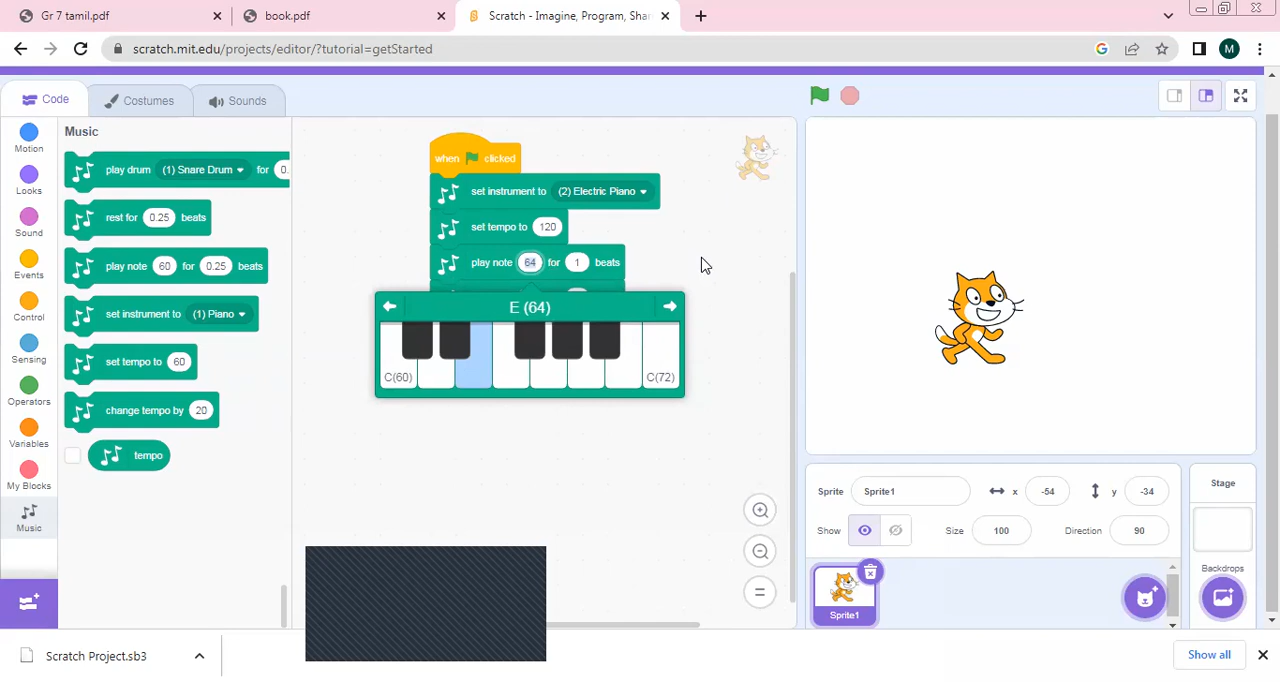 Gr 7 tamil.pdf
book.pdf
Scratch - Imagine, Program, Shar
scratch.mit.edu/projects/editor/?tutorial=getStarted
G
M
Code
Costumes
Sounds
Motion
Looks
Sound
Events
Control
Sensing
Operators
Variables
My Blocks
Music
Music
play drum (1) Snare Drum for 0.
rest for 0.25 beats
play note 60 for 0.25 beats
set instrument to (1) Piano
set tempo to 60
change tempo by 20
tempo
when clicked
set instrument to (2) Electric Piano
set tempo to 120
play note 64 for 1 beats
E (64)
C(60) C(72)
Sprite Sprite1 x -54 y -34
Show Size 100 Direction 90
Sprite1
Stage
Backdrops
Scratch Project.sb3
Show all